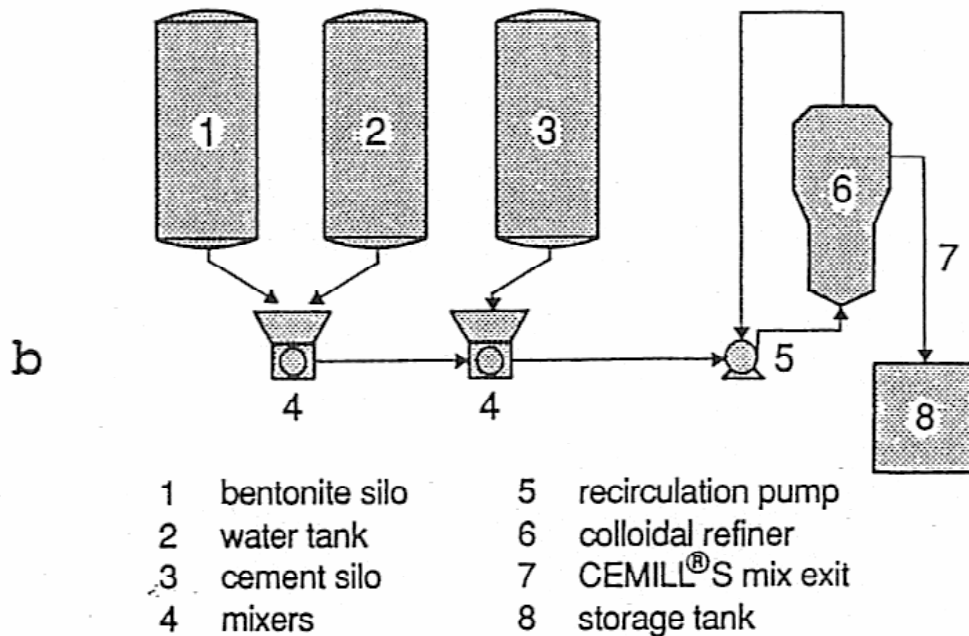 1 2 3 6
7
b 4 4 5
8
1 bentonite silo 5 recirculation pump
2 water tank 6 colloidal refiner
3 cement silo 7 CEMILL®S mix exit
4 mixers 8 storage tank